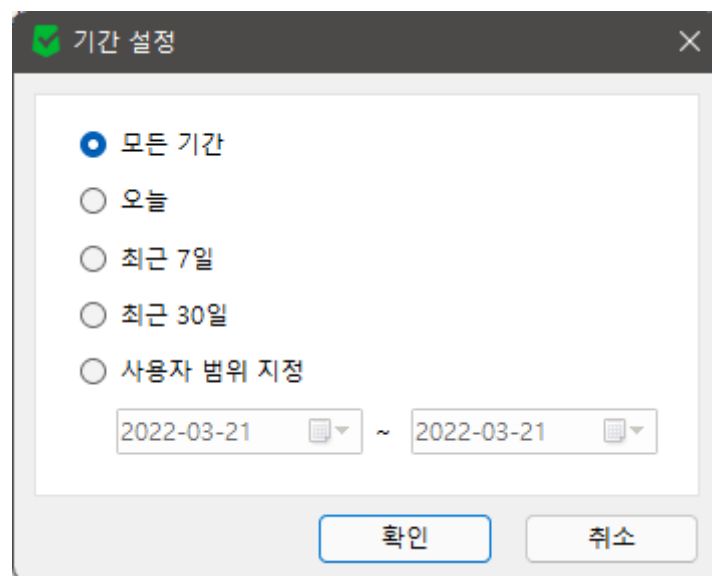 기간 설정
모든 기간
오늘
최근 7일
최근 30일
사용자 범위 지정
2022-03-21 ~ 2022-03-21
확인 취소